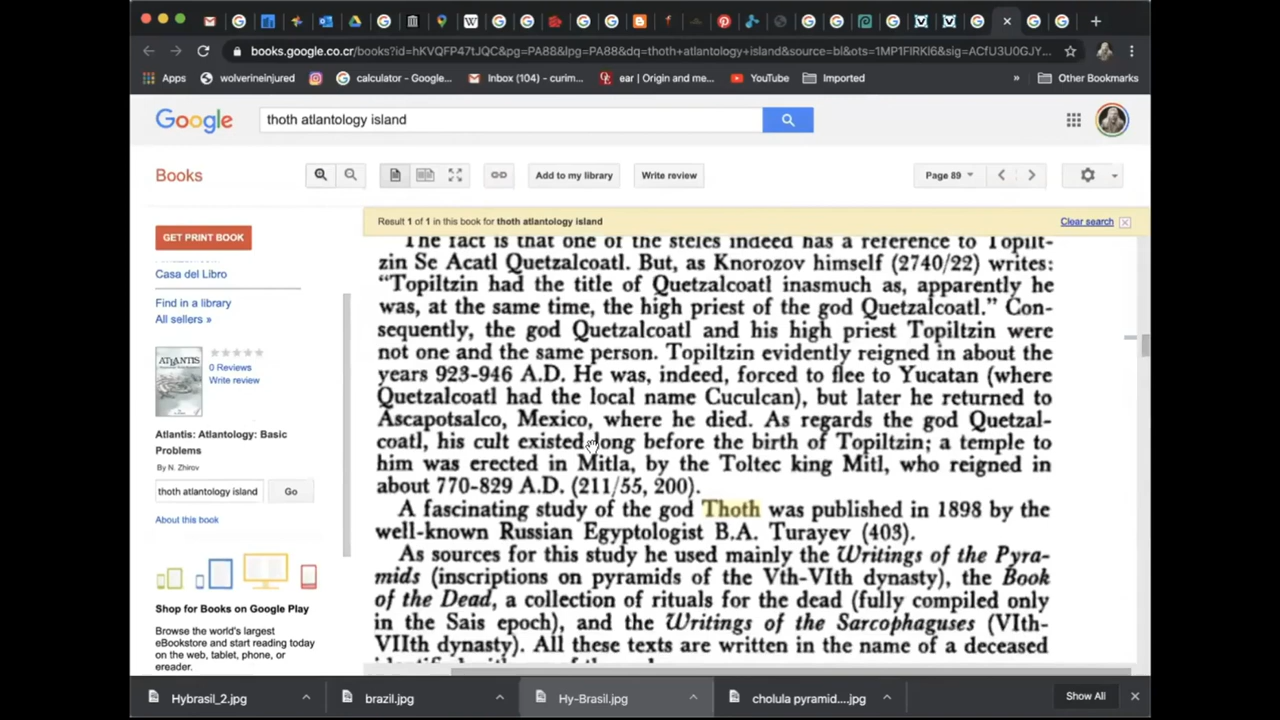 books.google.co.cr/books?id=hKVQFP47tJQC&pg=PA88&lpg=PA88&dq=thoth+atlantology+island&source=bl&ots=1MP1FlRKl6&sig=ACfU3U0GJY...
Apps wolverineinjured calculator - Google... Inbox (104) - curim... ear | Origin and me... YouTube Imported » Other Bookmarks
Google thoth atlantology island
Books Add to my library Write review Page 89
Result 1 of 1 in this book for thoth atlantology island Clear search
GET PRINT BOOK
Casa del Libro
Find in a library
All sellers »
ATLANTIS
0 Reviews
Write review
Atlantis: Atlantology: Basic
Problems
By N. Zhirov
thoth atlantology island Go
About this book
Shop for Books on Google Play
Browse the world's largest
eBookstore and start reading today
on the web, tablet, phone, or
ereader.
The fact is that one of the steles indeed has a reference to Topilt-
zin Se Acatl Quetzalcoatl. But, as Knorozov himself (2740/22) writes:
“Topiltzin had the title of Quetzalcoatl inasmuch as, apparently he
was, at the same time, the high priest of the god Quetzalcoatl.” Con-
sequently, the god Quetzalcoatl and his high priest Topiltzin were
not one and the same person. Topiltzin evidently reigned in about the
years 923-946 A.D. He was, indeed, forced to flee to Yucatan (where
Quetzalcoatl had the local name Cuculcan), but later he returned to
Ascapotsalco, Mexico, where he died. As regards the god Quetzal-
coatl, his cult existed long before the birth of Topiltzin; a temple to
him was erected in Mitla, by the Toltec king Mitl, who reigned in
about 770-829 A.D. (211/55, 200).
A fascinating study of the god Thoth was published in 1898 by the
well-known Russian Egyptologist B.A. Turayev (403).
As sources for this study he used mainly the Writings of the Pyra-
mids (inscriptions on pyramids of the Vth-VIth dynasty), the Book
of the Dead, a collection of rituals for the dead (fully compiled only
in the Sais epoch), and the Writings of the Sarcophaguses (VIth-
VIIth dynasty). All these texts are written in the name of a deceased
Hybrasil_2.jpg brazil.jpg Hy-Brasil.jpg cholula pyramid....jpg Show All